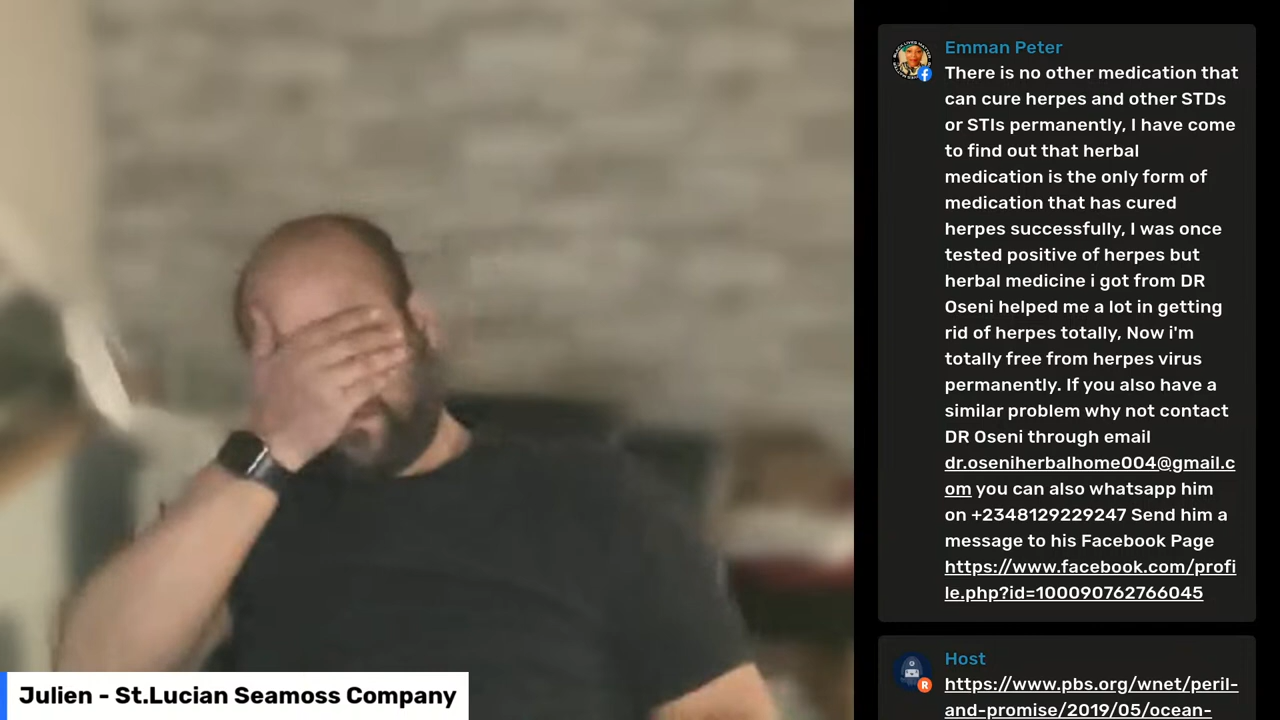 Emman Peter
There is no other medication that
can cure herpes and other STDs
or STIs permanently, I have come
to find out that herbal
medication is the only form of
medication that has cured
herpes successfully, I was once
tested positive of herpes but
herbal medicine i got from DR
Oseni helped me a lot in getting
rid of herpes totally, Now i'm
totally free from herpes virus
permanently. If you also have a
similar problem why not contact
DR Oseni through email
dr.oseniherbalhome004@gmail.c
om you can also whatsapp him
on +2348129229247 Send him a
message to his Facebook Page
https://www.facebook.com/profi
le.php?id=100090762766045
Host
https://www.pbs.org/wnet/peril-
and-promise/2019/05/ocean-
Julien - St.Lucian Seamoss Company